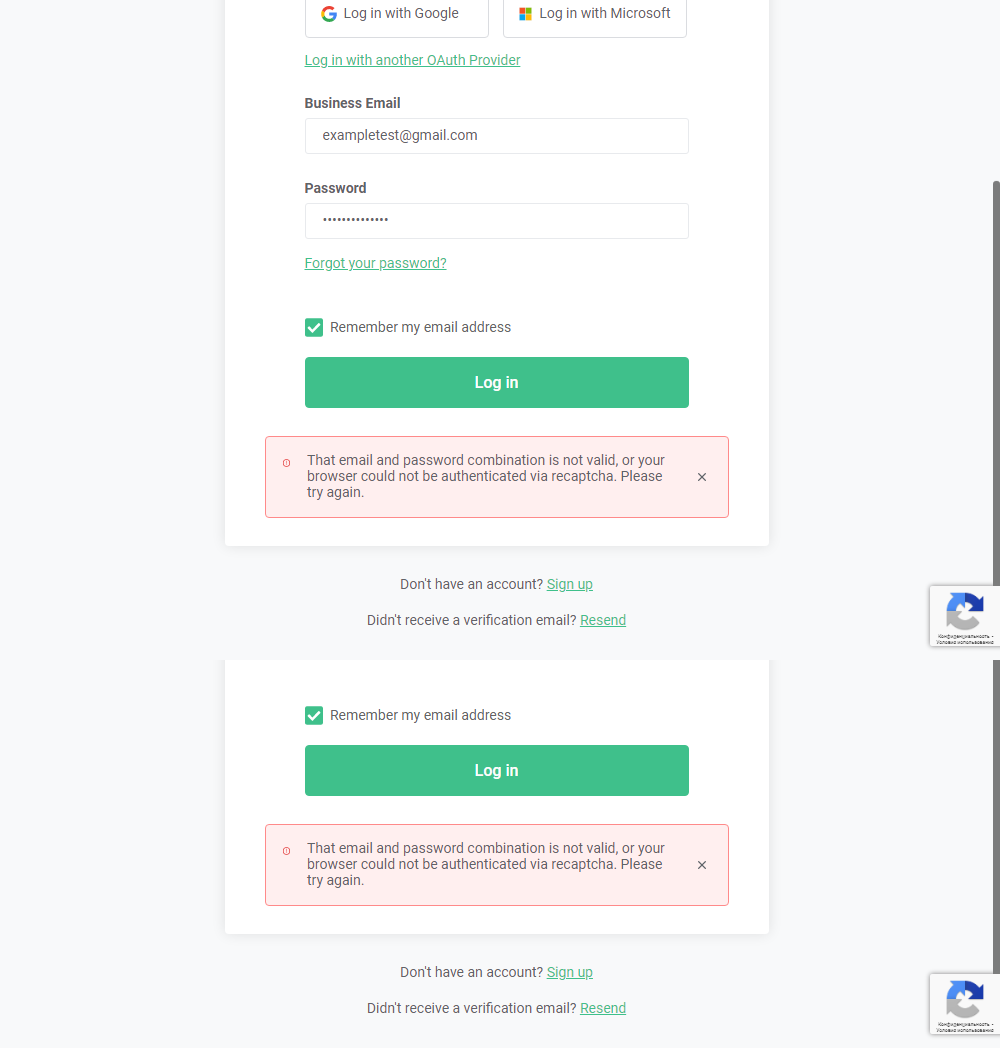 Log in with Google
Log in with Microsoft
Log in with another OAuth Provider
Business Email
exampletest@gmail.com
Password
••••••••••••••
Forgot your password?
Remember my email address
Log in
That email and password combination is not valid, or your
browser could not be authenticated via recaptcha. Please
try again.
Don't have an account? Sign up
Didn't receive a verification email? Resend
Конфиденциальность -
Условия использования
Remember my email address
Log in
That email and password combination is not valid, or your
browser could not be authenticated via recaptcha. Please
try again.
Don't have an account? Sign up
Didn't receive a verification email? Resend
Конфиденциальность -
Условия использования